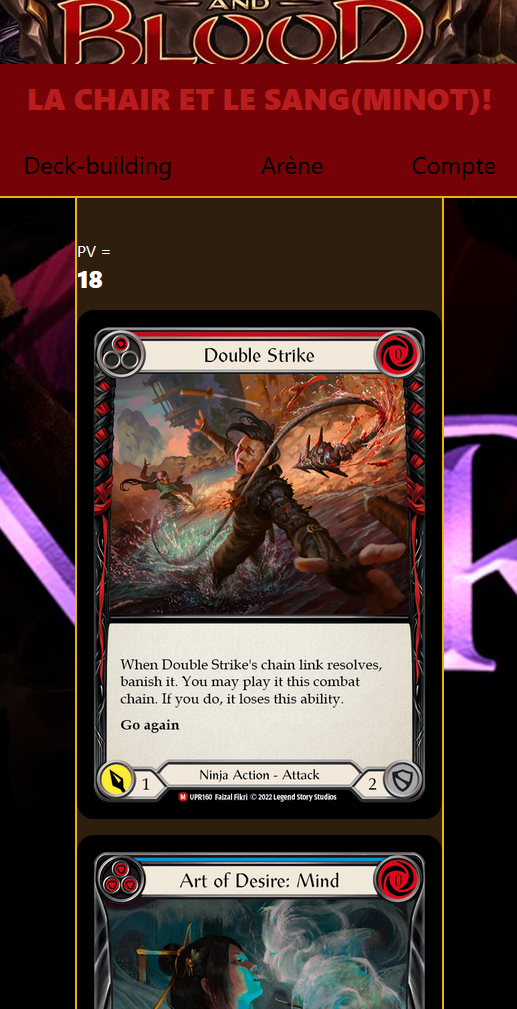 AND
BLOOD
LA CHAIR ET LE SANG(MINOT)!
Deck-building Arène Compte
PV =
18
Double Strike
0
When Double Strike's chain link resolves,
banish it. You may play it this combat
chain. If you do, it loses this ability.
Go again
1
Ninja Action - Attack
2
M UPR160 Faizal Fikri © 2022 Legend Story Studios
Art of Desire: Mind
0